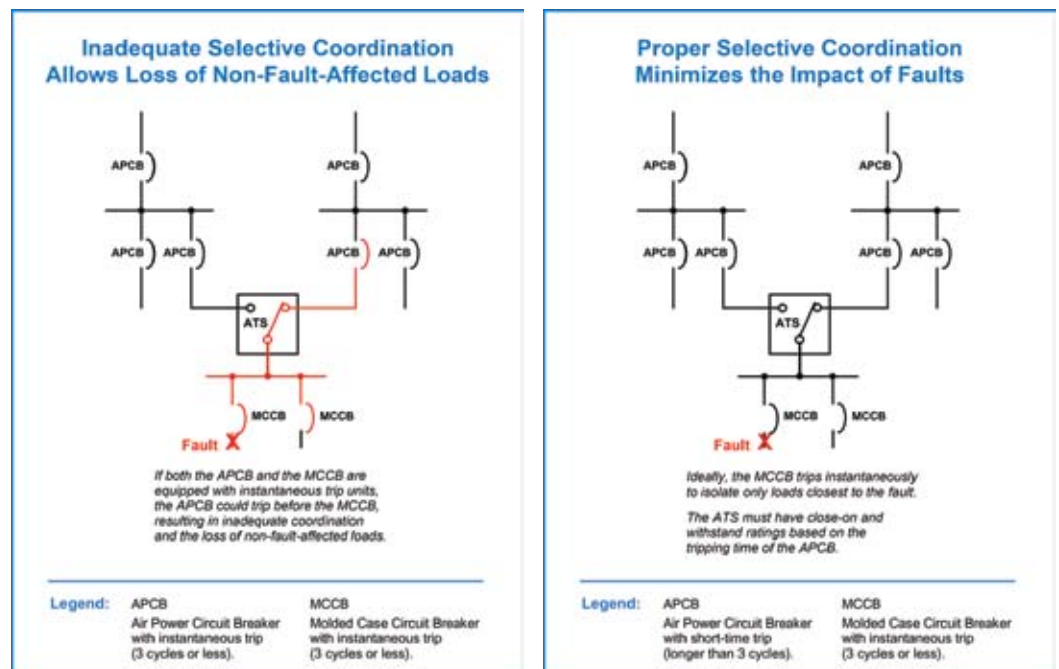 Inadequate Selective Coordination
Allows Loss of Non-Fault-Affected Loads
APCB
APCB
APCB
APCB
APCB
APCB
ATS
MCCB
MCCB
Fault
If both the APCB and the MCCB are
equipped with instantaneous trip units,
the APCB could trip before the MCCB,
resulting in inadequate coordination
and the loss of non-fault-affected loads.
Legend:
APCB
Air Power Circuit Breaker
with instantaneous trip
(3 cycles or less).
MCCB
Molded Case Circuit Breaker
with instantaneous trip
(3 cycles or less).
Proper Selective Coordination
Minimizes the Impact of Faults
APCB
APCB
APCB
APCB
APCB
APCB
ATS
MCCB
MCCB
Fault
Ideally, the MCCB trips instantaneously
to isolate only loads closest to the fault.
The ATS must have close-on and
withstand ratings based on the
tripping time of the APCB.
Legend:
APCB
Air Power Circuit Breaker
with short-time trip
(longer than 3 cycles).
MCCB
Molded Case Circuit Breaker
with instantaneous trip
(3 cycles or less).